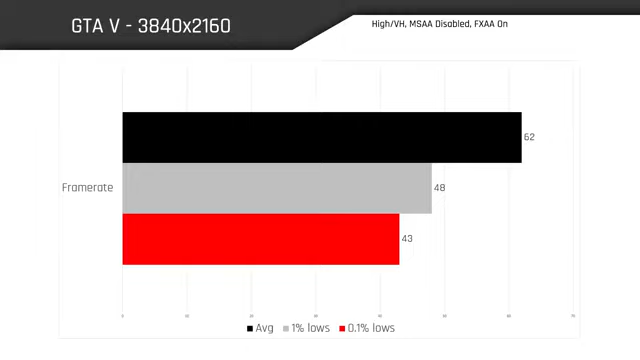 GTA V - 3840x2160
High/VH, MSAA Disabled, FXAA On
62
Framerate
48
43
Avg 1% lows 0.1% lows